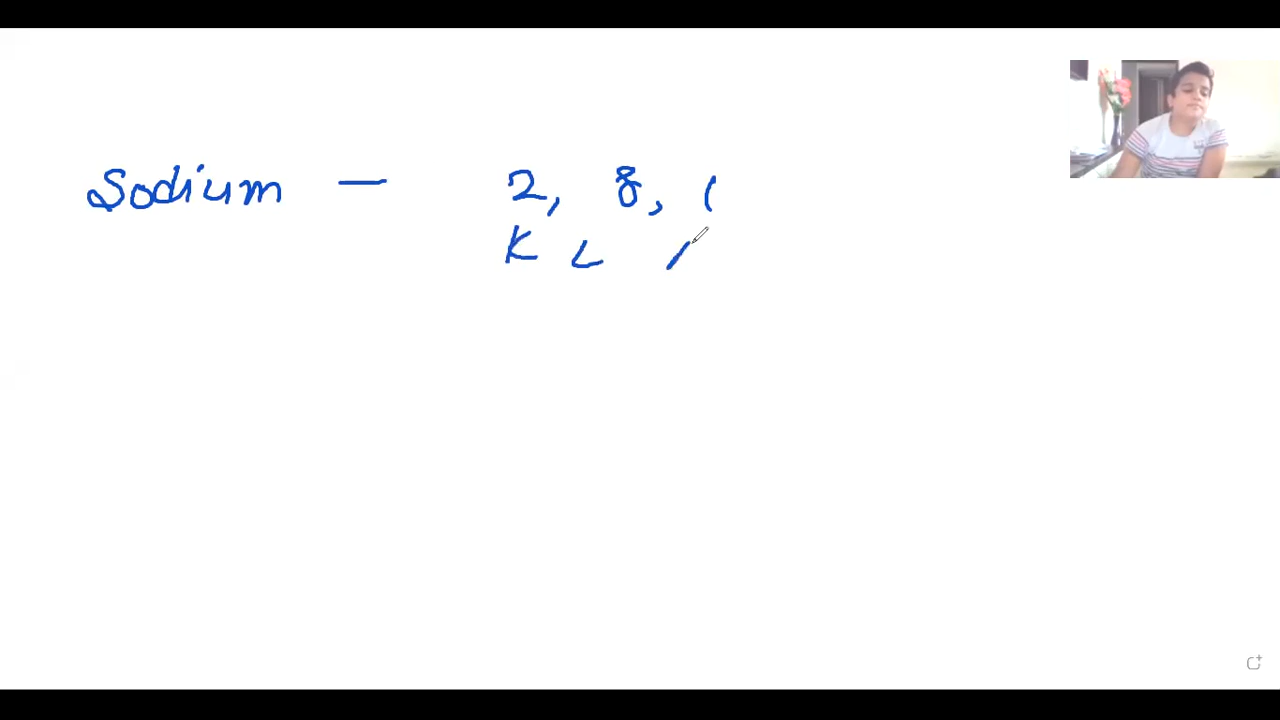 Sodium — 2, 8, 1
K L